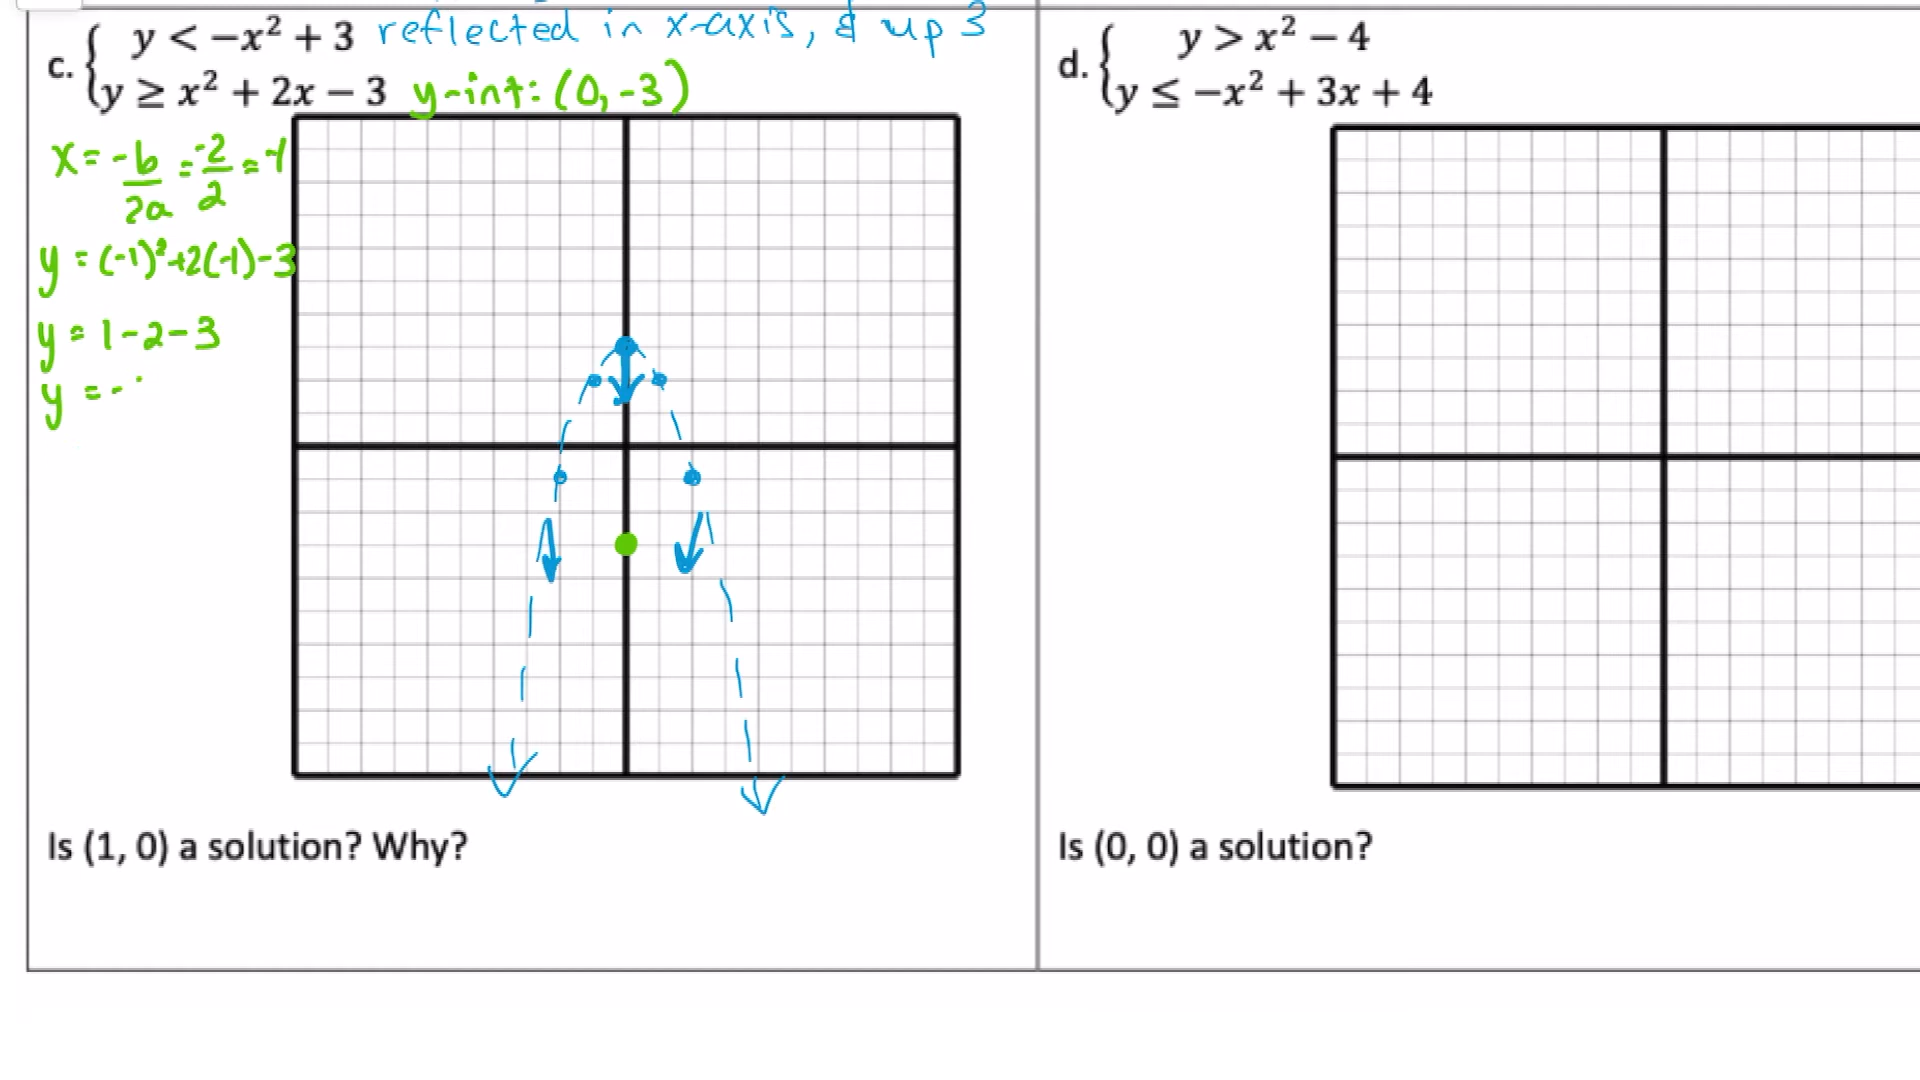 c. { y < −x² + 3 reflected in x-axis, & up 3
y ≥ x² + 2x − 3 y-int: (0, -3)
x = -b/2a = -2/2 = -1
y = (-1)² + 2(-1) - 3
y = 1 - 2 - 3
y = -
Is (1, 0) a solution? Why?
d. { y > x² − 4
y ≤ −x² + 3x + 4
Is (0, 0) a solution?